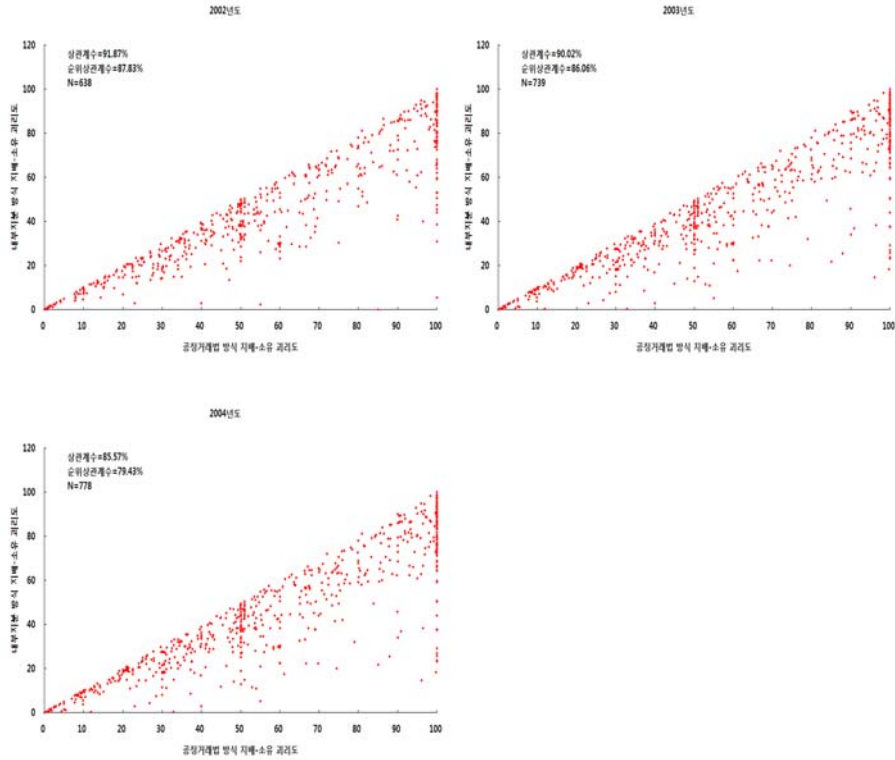 2002년도
120
100
80
60
40
20
0
0 10 20 30 40 50 60 70 80 90 100
상관계수=91.87%
순위상관계수=87.83%
N=638
내부지분 방식 지배-소유 괴리도
공정거래법 방식 지배-소유 괴리도
2003년도
120
100
80
60
40
20
0
0 10 20 30 40 50 60 70 80 90 100
상관계수=90.02%
순위상관계수=86.06%
N=739
내부지분 방식 지배-소유 괴리도
공정거래법 방식 지배-소유 괴리도
2004년도
120
100
80
60
40
20
0
0 10 20 30 40 50 60 70 80 90 100
상관계수=85.57%
순위상관계수=79.43%
N=778
내부지분 방식 지배-소유 괴리도
공정거래법 방식 지배-소유 괴리도